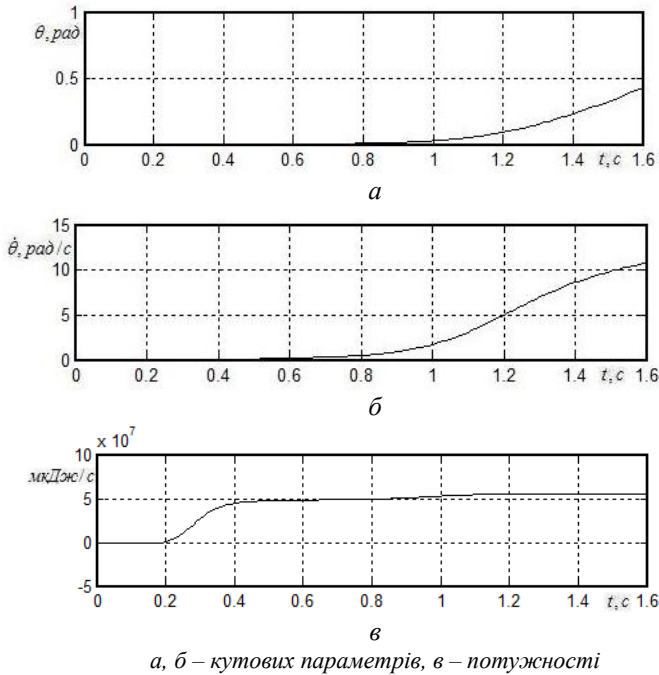 1
θ, рад
0.5
0
0 0.2 0.4 0.6 0.8 1 1.2 1.4 t, c 1.6
а
15
θ̇, рад/с
10
5
0
0 0.2 0.4 0.6 0.8 1 1.2 1.4 t, c 1.6
б
x 10^7
10
мкДж/с
5
0
-5
0 0.2 0.4 0.6 0.8 1 1.2 1.4 t, c 1.6
в
а, б – кутових параметрів, в – потужності